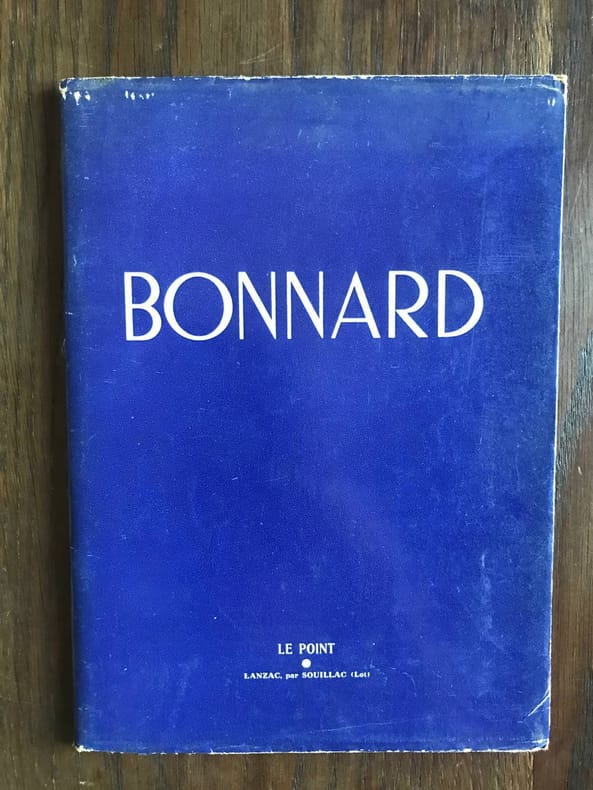 BONNARD
LE POINT
LANZAC, par SOUILLAC (Lot)